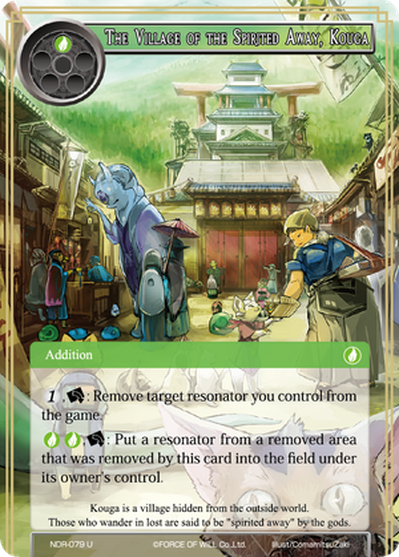 The Village of the Spirited Away, Kouga
Addition
1, : Remove target resonator you control from
the game.
, : Put a resonator from a removed area
that was removed by this card into the field under
its owner's control.
Kouga is a village hidden from the outside world.
Those who wander in lost are said to be "spirited away" by the gods.
NDR-079 U ©FORCE OF WILL Co.,Ltd. Illust/ComamitsuZaki